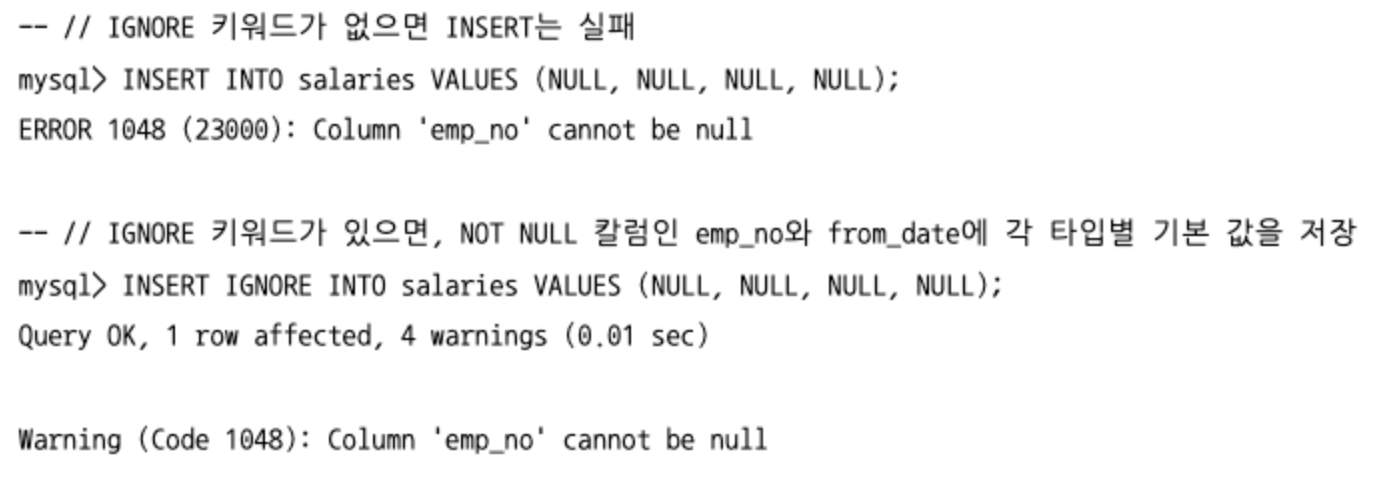 -- // IGNORE 키워드가 없으면 INSERT는 실패
mysql> INSERT INTO salaries VALUES (NULL, NULL, NULL, NULL);
ERROR 1048 (23000): Column 'emp_no' cannot be null
-- // IGNORE 키워드가 있으면, NOT NULL 칼럼인 emp_no와 from_date에 각 타입별 기본 값을 저장
mysql> INSERT IGNORE INTO salaries VALUES (NULL, NULL, NULL, NULL);
Query OK, 1 row affected, 4 warnings (0.01 sec)
Warning (Code 1048): Column 'emp_no' cannot be null